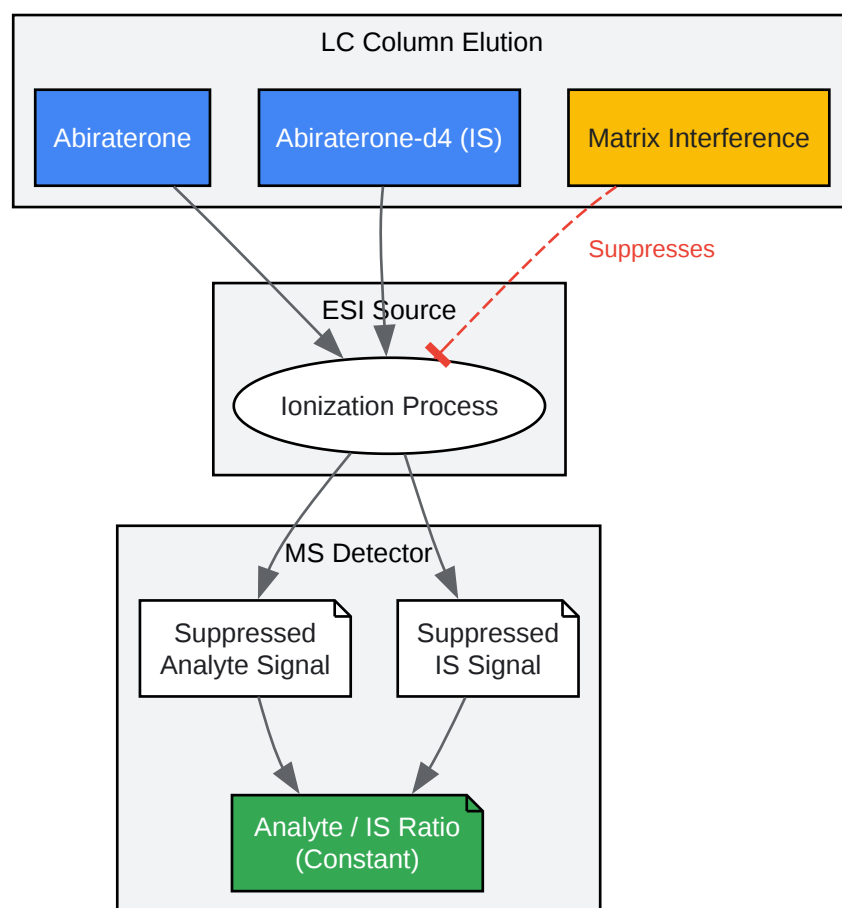 LC Column Elution
Abiraterone
Abiraterone-d4 (IS)
Matrix Interference
Suppresses
ESI Source
Ionization Process
MS Detector
Suppressed
Analyte Signal
Suppressed
IS Signal
Analyte / IS Ratio
(Constant)